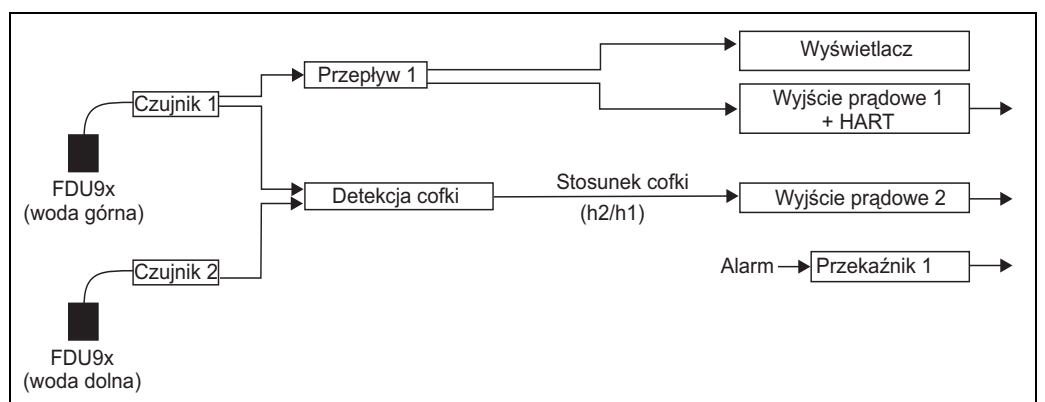 Wyświetlacz
Przepływ 1
Czujnik 1
Wyjście prądowe 1
+ HART
FDU9x
(woda górna)
Detekcja cofki
Stosunek cofki
(h2/h1)
Wyjście prądowe 2
Czujnik 2
Alarm
Przekaźnik 1
FDU9x
(woda dolna)